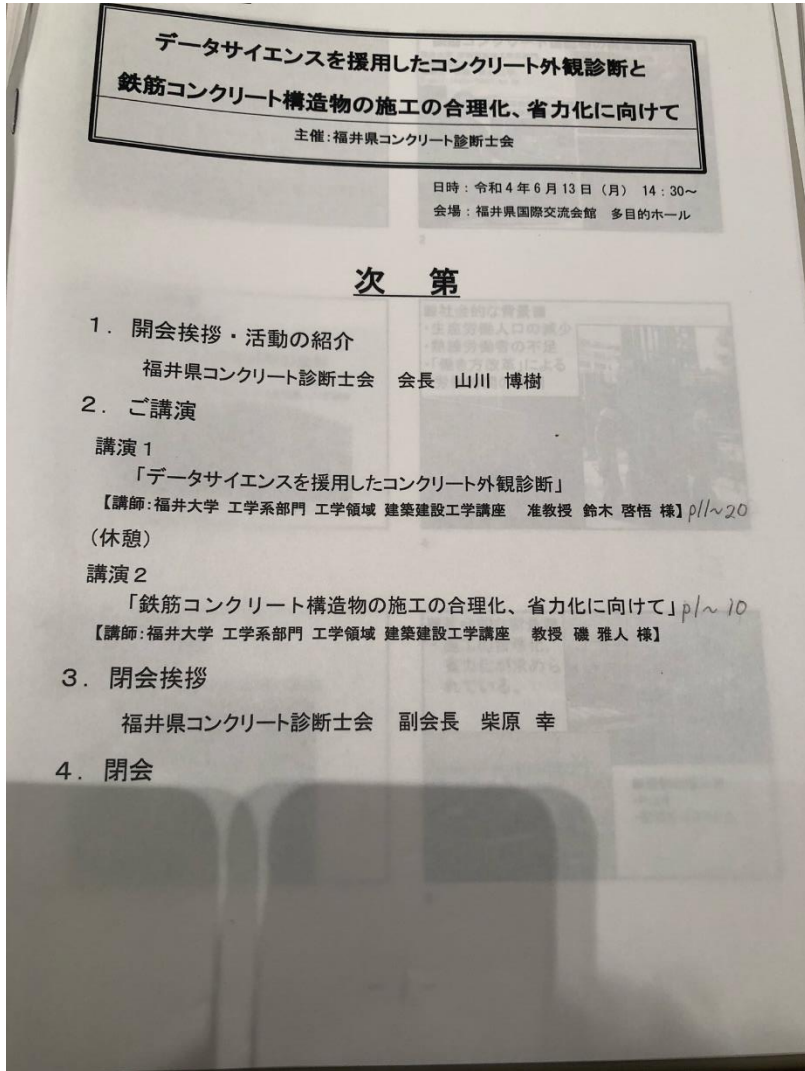 データサイエンスを援用したコンクリート外観診断と
鉄筋コンクリート構造物の施工の合理化、省力化に向けて
主催:福井県コンクリート診断士会
日時:令和4年6月13日(月) 14:30~
会場:福井県国際交流会館 多目的ホール
次 第
1. 開会挨拶・活動の紹介
福井県コンクリート診断士会 会長 山川 博樹
2. ご講演
講演1
「データサイエンスを援用したコンクリート外観診断」
【講師:福井大学 工学系部門 工学領域 建築建設工学講座 准教授 鈴木 啓悟 様】p11~20
(休憩)
講演2
「鉄筋コンクリート構造物の施工の合理化、省力化に向けて」p1~10
【講師:福井大学 工学系部門 工学領域 建築建設工学講座 教授 磯 雅人 様】
3. 閉会挨拶
福井県コンクリート診断士会 副会長 柴原 幸
4. 閉会